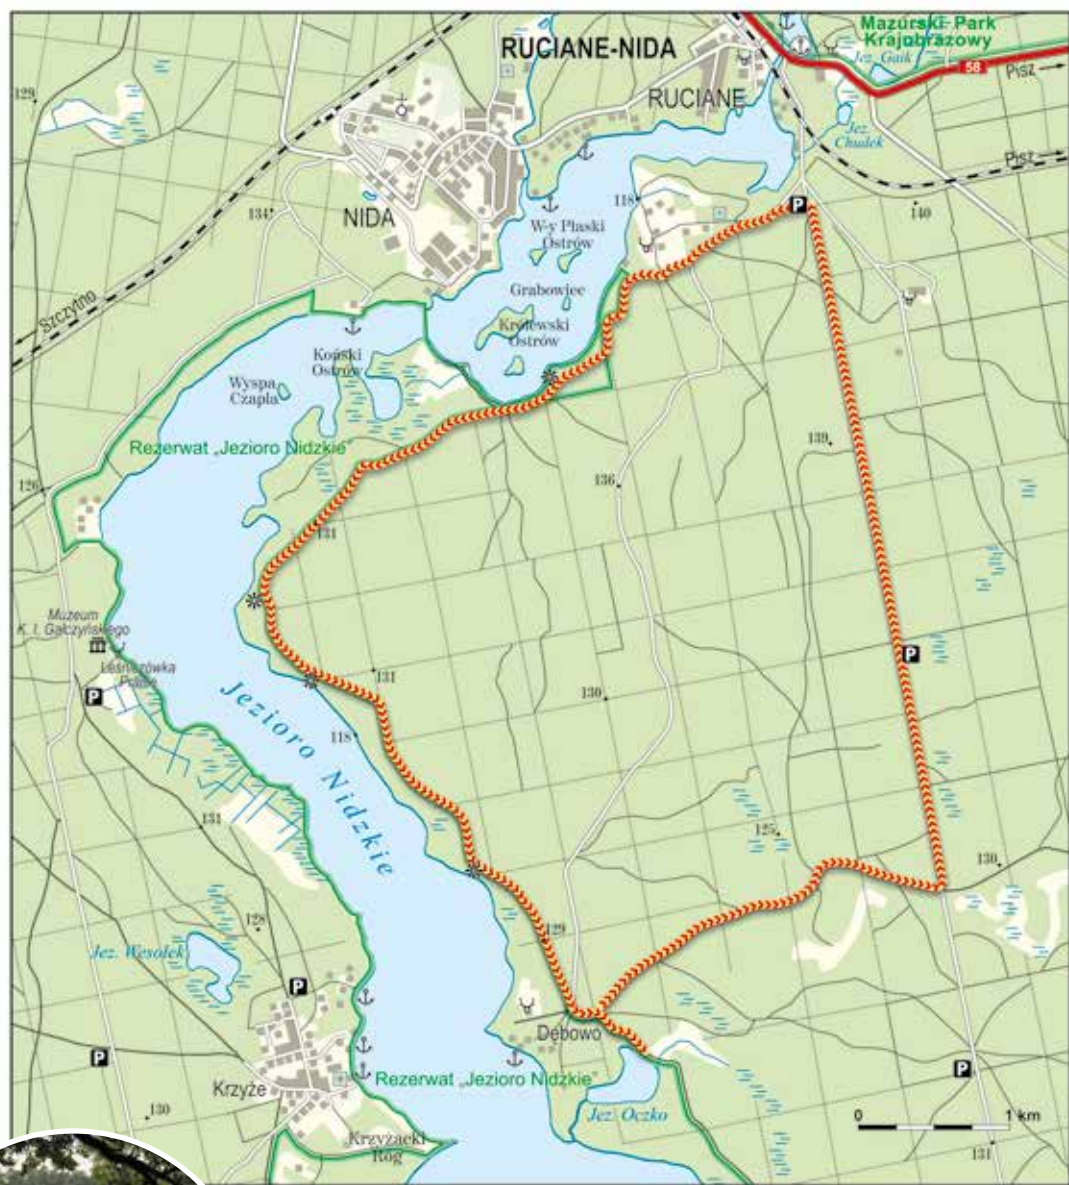 Mazurski Park
Krajobrazowy
RUCIANE-NIDA
Jez. Gaik
58
Pisz
129
RUCIANE
Jez.
Chudek
Pisz
P
118
134
140
NIDA
W-y Płaski
Ostrów
Szczytno
Grabowiec
Królewski
Ostrów
Koński
Ostrów
Wyspa
Czapla
Rezerwat „Jezioro Nidzkie"
139
126
136
131
Muzeum
K. I. Gałczyńskiego
Leśniczówka
Pranie
P
P
131
130
Jezioro Nidzkie
118
131
125
130
128
129
Jez. Wesołek
P
Dębowo
P
P
Krzyże
Rezerwat „Jezioro Nidzkie"
Jez. Oczko
0 1 km
130
Krzyżacki
Róg
131